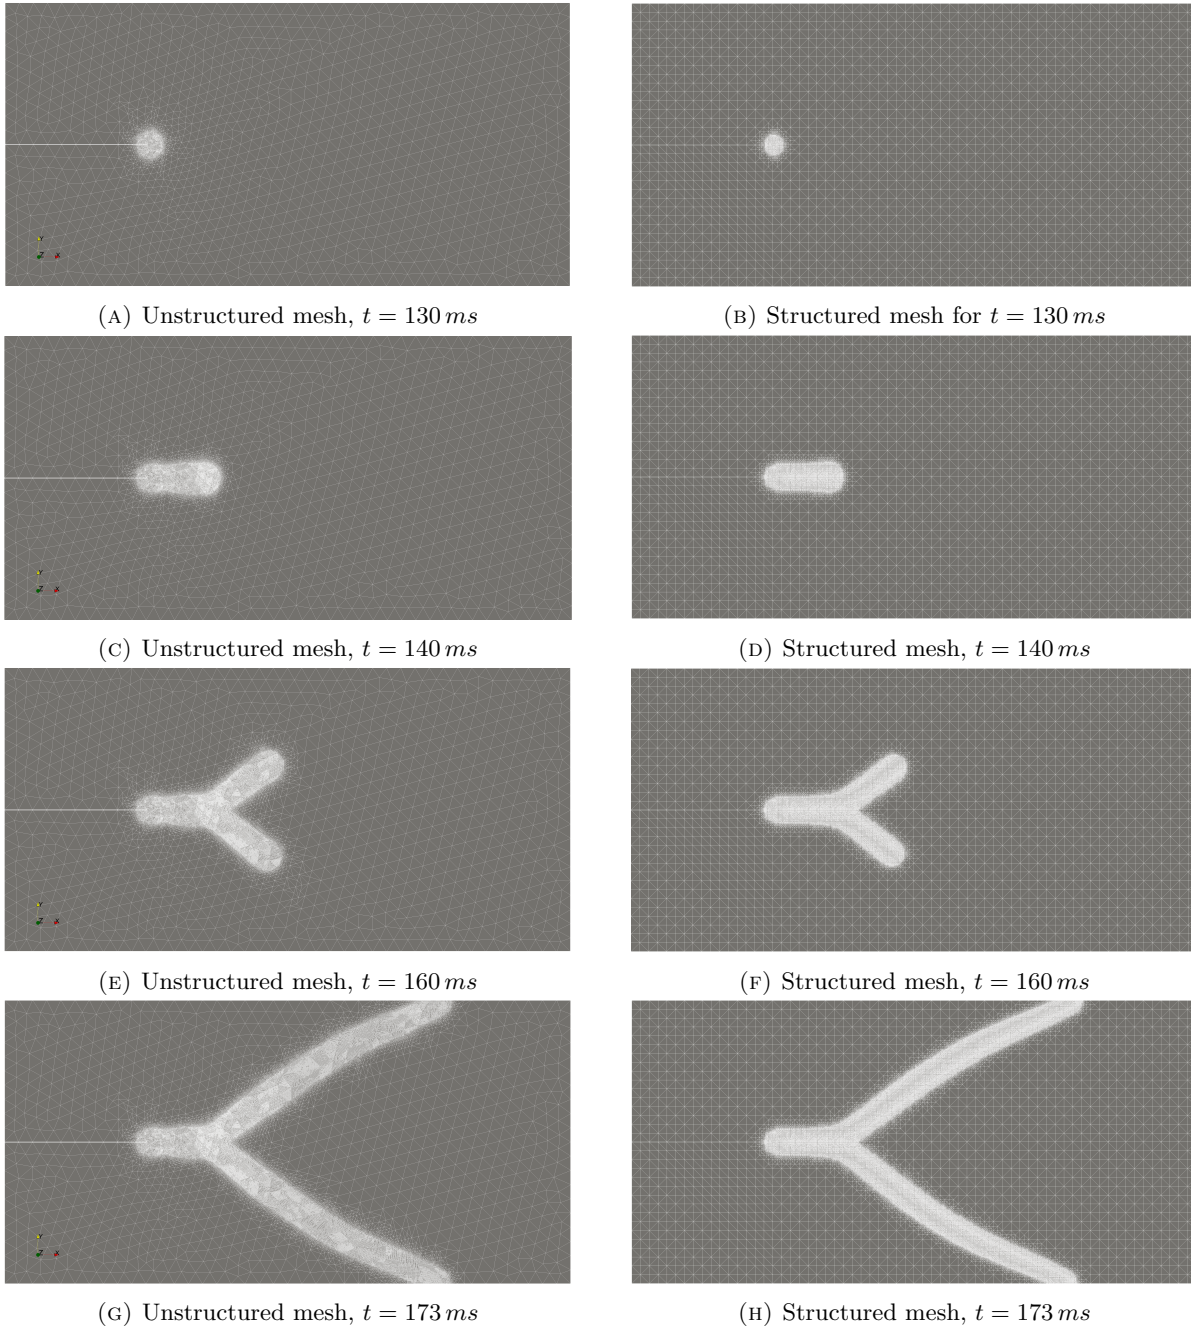 (A) Unstructured mesh, t = 130 ms
(B) Structured mesh for t = 130 ms
(C) Unstructured mesh, t = 140 ms
(D) Structured mesh, t = 140 ms
(E) Unstructured mesh, t = 160 ms
(F) Structured mesh, t = 160 ms
(G) Unstructured mesh, t = 173 ms
(H) Structured mesh, t = 173 ms